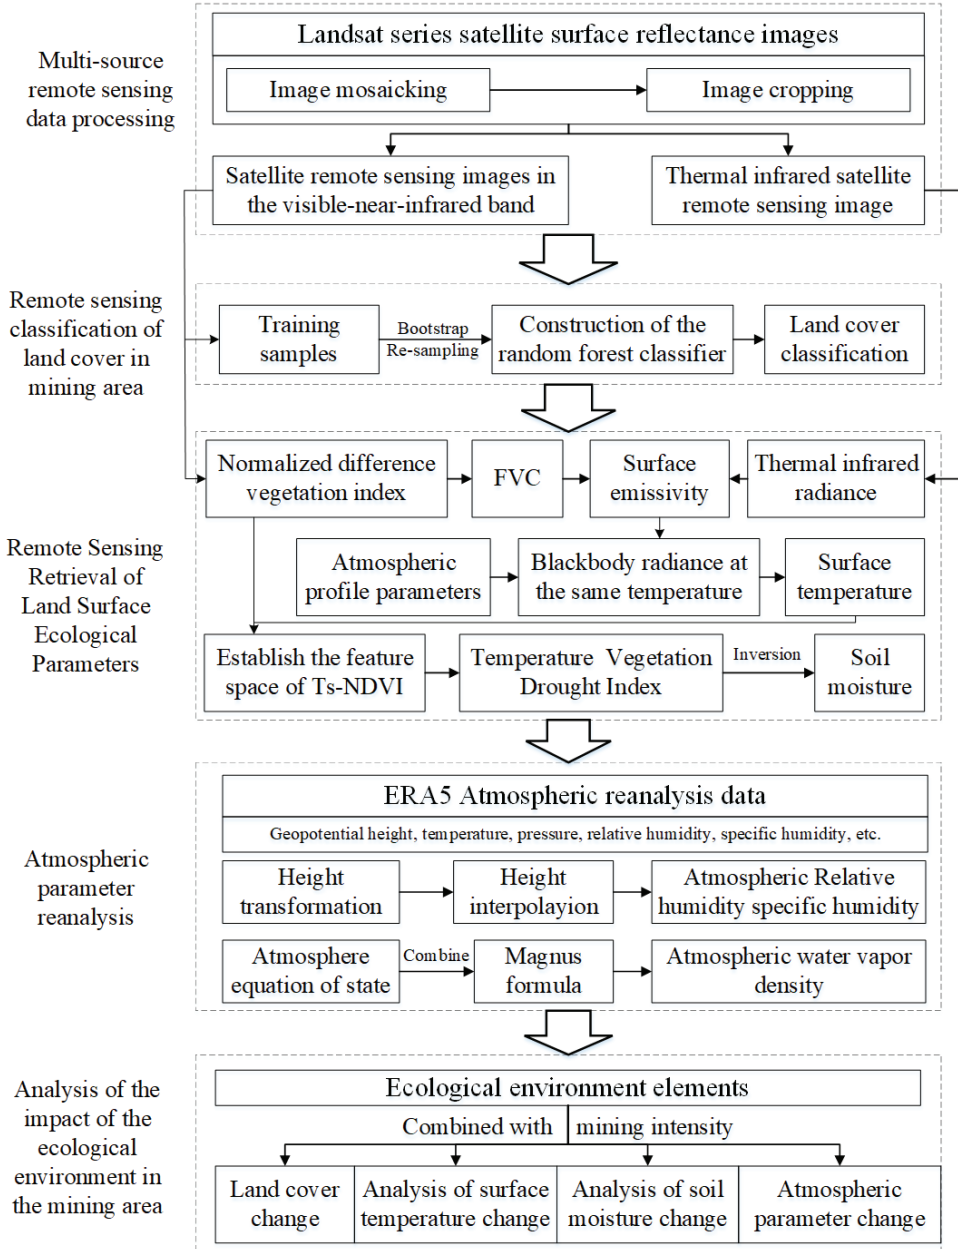 Multi-source
remote sensing
data processing
Landsat series satellite surface reflectance images
Image mosaicking
Image cropping
Satellite remote sensing images in
the visible-near-infrared band
Thermal infrared satellite
remote sensing image
Remote sensing
classification of
land cover in
mining area
Training
samples
Bootstrap
Re-sampling
Construction of the
random forest classifier
Land cover
classification
Remote Sensing
Retrieval of
Land Surface
Ecological
Parameters
Normalized difference
vegetation index
FVC
Surface
emissivity
Thermal infrared
radiance
Atmospheric
profile parameters
Blackbody radiance at
the same temperature
Surface
temperature
Establish the feature
space of Ts-NDVI
Temperature Vegetation
Drought Index
Inversion
Soil
moisture
Atmospheric
parameter
reanalysis
ERA5 Atmospheric reanalysis data
Geopotential height, temperature, pressure, relative humidity, specific humidity, etc.
Height
transformation
Height
interpolayion
Atmospheric Relative
humidity specific humidity
Atmosphere
equation of state
Combine
Magnus
formula
Atmospheric water vapor
density
Analysis of the
impact of the
ecological
environment in
the mining area
Ecological environment elements
Combined with mining intensity
Land cover
change
Analysis of surface
temperature change
Analysis of soil
moisture change
Atmospheric
parameter change